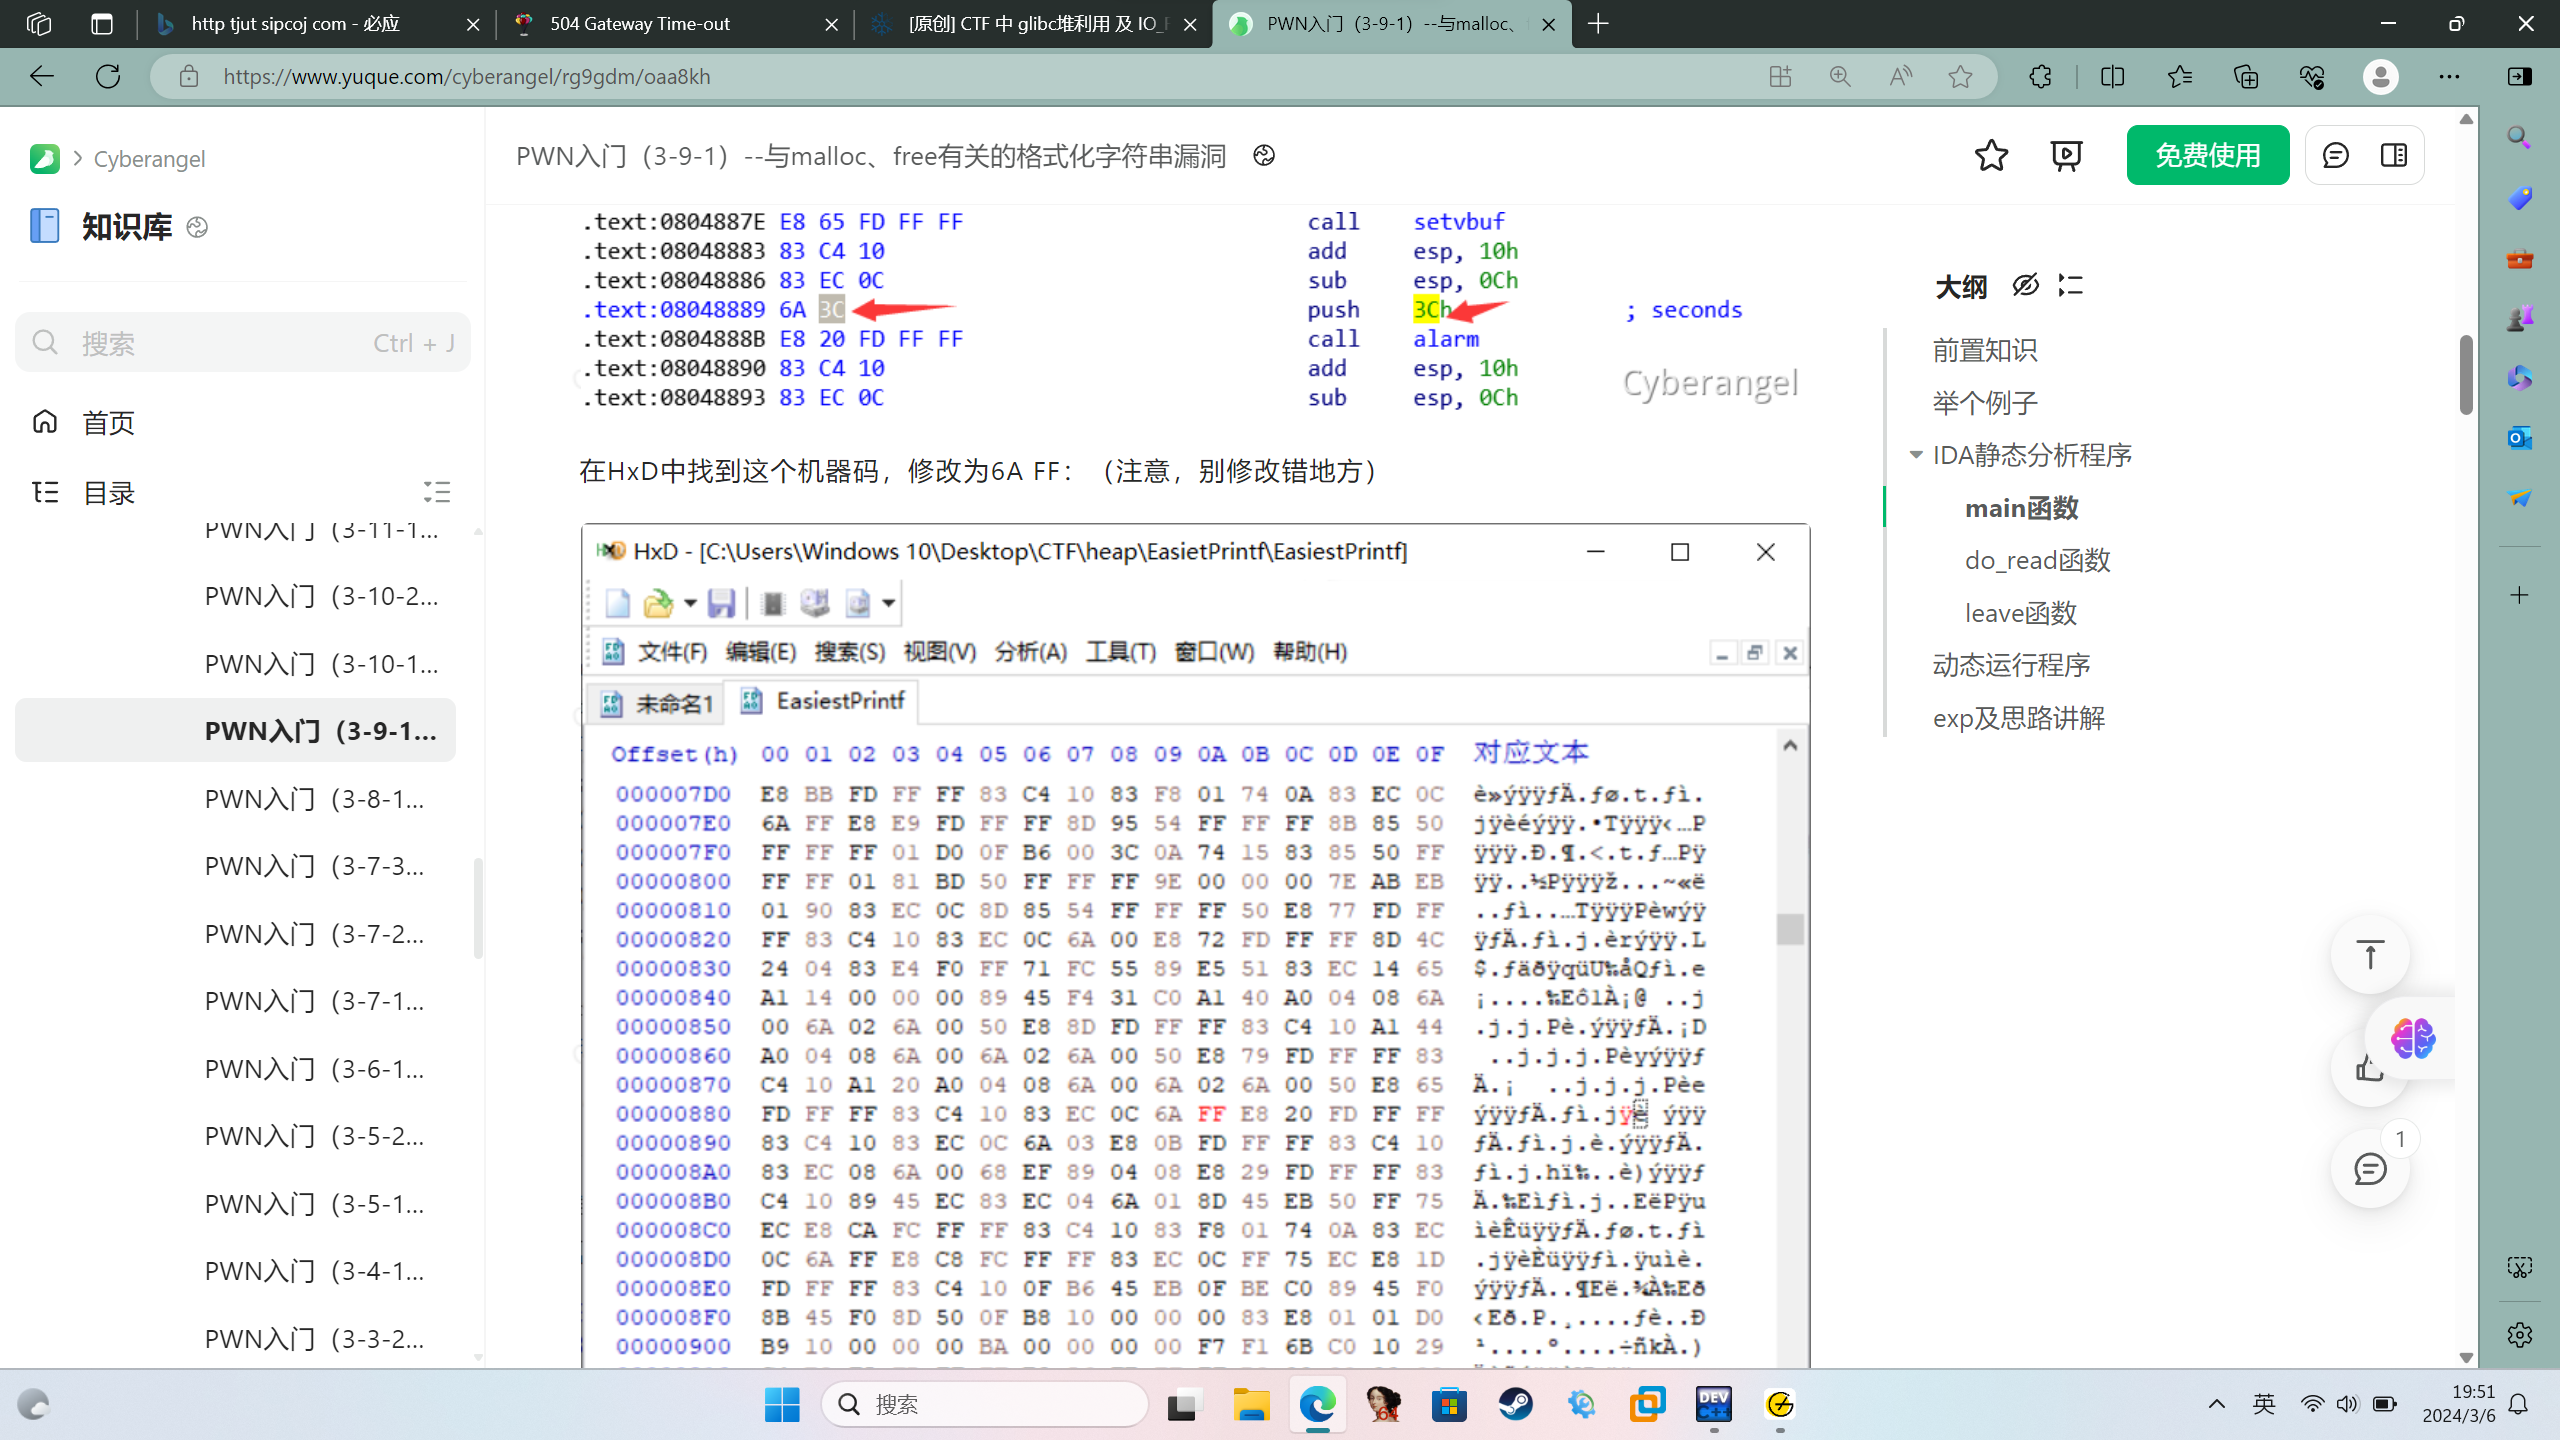 http tjut sipcoj com - 必应
504 Gateway Time-out
[原创] CTF 中 glibc堆利用 及 IO_F
PWN入门（3-9-1）--与malloc、
https://www.yuque.com/cyberangel/rg9gdm/oaa8kh
Cyberangel
知识库
搜索
Ctrl + J
首页
目录
PWN入门（3-11-1...
PWN入门（3-10-2...
PWN入门（3-10-1...
PWN入门（3-9-1...
PWN入门（3-8-1...
PWN入门（3-7-3...
PWN入门（3-7-2...
PWN入门（3-7-1...
PWN入门（3-6-1...
PWN入门（3-5-2...
PWN入门（3-5-1...
PWN入门（3-4-1...
PWN入门（3-3-2...
PWN入门（3-9-1）--与malloc、free有关的格式化字符串漏洞
免费使用
.text:0804887E E8 65 FD FF FF call setvbuf
.text:08048883 83 C4 10 add esp, 10h
.text:08048886 83 EC 0C sub esp, 0Ch
.text:08048889 6A 3C push 3Ch ; seconds
.text:0804888B E8 20 FD FF FF call alarm
.text:08048890 83 C4 10 add esp, 10h
.text:08048893 83 EC 0C sub esp, 0Ch
Cyberangel
在HxD中找到这个机器码，修改为6A FF：（注意，别修改错地方）
HxD - [C:\Users\Windows 10\Desktop\CTF\heap\EasietPrintf\EasiestPrintf]
文件(F) 编辑(E) 搜索(S) 视图(V) 分析(A) 工具(T) 窗口(W) 帮助(H)
未命名1
EasiestPrintf
Offset(h) 00 01 02 03 04 05 06 07 08 09 0A 0B 0C 0D 0E 0F 对应文本
000007D0 E8 BB FD FF FF 83 C4 10 83 F8 01 74 0A 83 EC 0C è»ýÿÿƒÄ.ƒø.t.ƒì.
000007E0 6A FF E8 E9 FD FF FF 8D 95 54 FF FF FF 8B 85 50 jÿèéýÿÿ.•Tÿÿÿ‹…P
000007F0 FF FF FF 01 D0 0F B6 00 3C 0A 74 15 83 85 50 FF ÿÿÿ.Ð.¶.<.t.ƒ…Pÿ
00000800 FF FF 01 81 BD 50 FF FF FF 9E 00 00 00 7E AB EB ÿÿ..½Pÿÿÿž...~«ë
00000810 01 90 83 EC 0C 8D 85 54 FF FF FF 50 E8 77 FD FF ..ƒì..…TÿÿÿPèwýÿ
00000820 FF 83 C4 10 83 EC 0C 6A 00 E8 72 FD FF FF 8D 4C ÿƒÄ.ƒì.j.èrýÿÿ.L
00000830 24 04 83 E4 F0 FF 71 FC 55 89 E5 51 83 EC 14 65 $.ƒäðÿqüU‰åQƒì.e
00000840 A1 14 00 00 00 89 45 F4 31 C0 A1 40 A0 04 08 6A ¡....‰Eô1À¡@ ..j
00000850 00 6A 02 6A 00 50 E8 8D FD FF FF 83 C4 10 A1 44 .j.j.Pè.ýÿÿƒÄ.¡D
00000860 A0 04 08 6A 00 6A 02 6A 00 50 E8 79 FD FF FF 83 ..j.j.j.Pèyýÿÿƒ
00000870 C4 10 A1 20 A0 04 08 6A 00 6A 02 6A 00 50 E8 65 Ä.¡ ..j.j.j.Pèe
00000880 FD FF FF 83 C4 10 83 EC 0C 6A FF E8 20 FD FF FF ýÿÿƒÄ.ƒì.jÿè ýÿÿ
00000890 83 C4 10 83 EC 0C 6A 03 E8 0B FD FF FF 83 C4 10 ƒÄ.ƒì.j.è.ýÿÿƒÄ.
000008A0 83 EC 08 6A 00 68 EF 89 04 08 E8 29 FD FF FF 83 ƒì.j.hï‰..è)ýÿÿƒ
000008B0 C4 10 89 45 EC 83 EC 04 6A 01 8D 45 EB 50 FF 75 Ä.‰Eìƒì.j..EëPÿu
000008C0 EC E8 CA FC FF FF 83 C4 10 83 F8 01 74 0A 83 EC ìèÊüÿÿƒÄ.ƒø.t.ƒì
000008D0 0C 6A FF E8 C8 FC FF FF 83 EC 0C FF 75 EC E8 1D .jÿèÈüÿÿƒì.ÿuìè.
000008E0 FD FF FF 83 C4 10 0F B6 45 EB 0F BE C0 89 45 F0 ýÿÿƒÄ..¶Eë.¾À‰Eð
000008F0 8B 45 F0 8D 50 0F B8 10 00 00 00 83 E8 01 01 D0 ‹Eð.P.¸....ƒè..Ð
00000900 B9 10 00 00 00 BA 00 00 00 00 F7 F1 6B C0 10 29 ¹....º....÷ñkÀ.)
大纲
前置知识
举个例子
IDA静态分析程序
main函数
do_read函数
leave函数
动态运行程序
exp及思路讲解
1
搜索
64
DEV
C++
英
19:51
2024/3/6